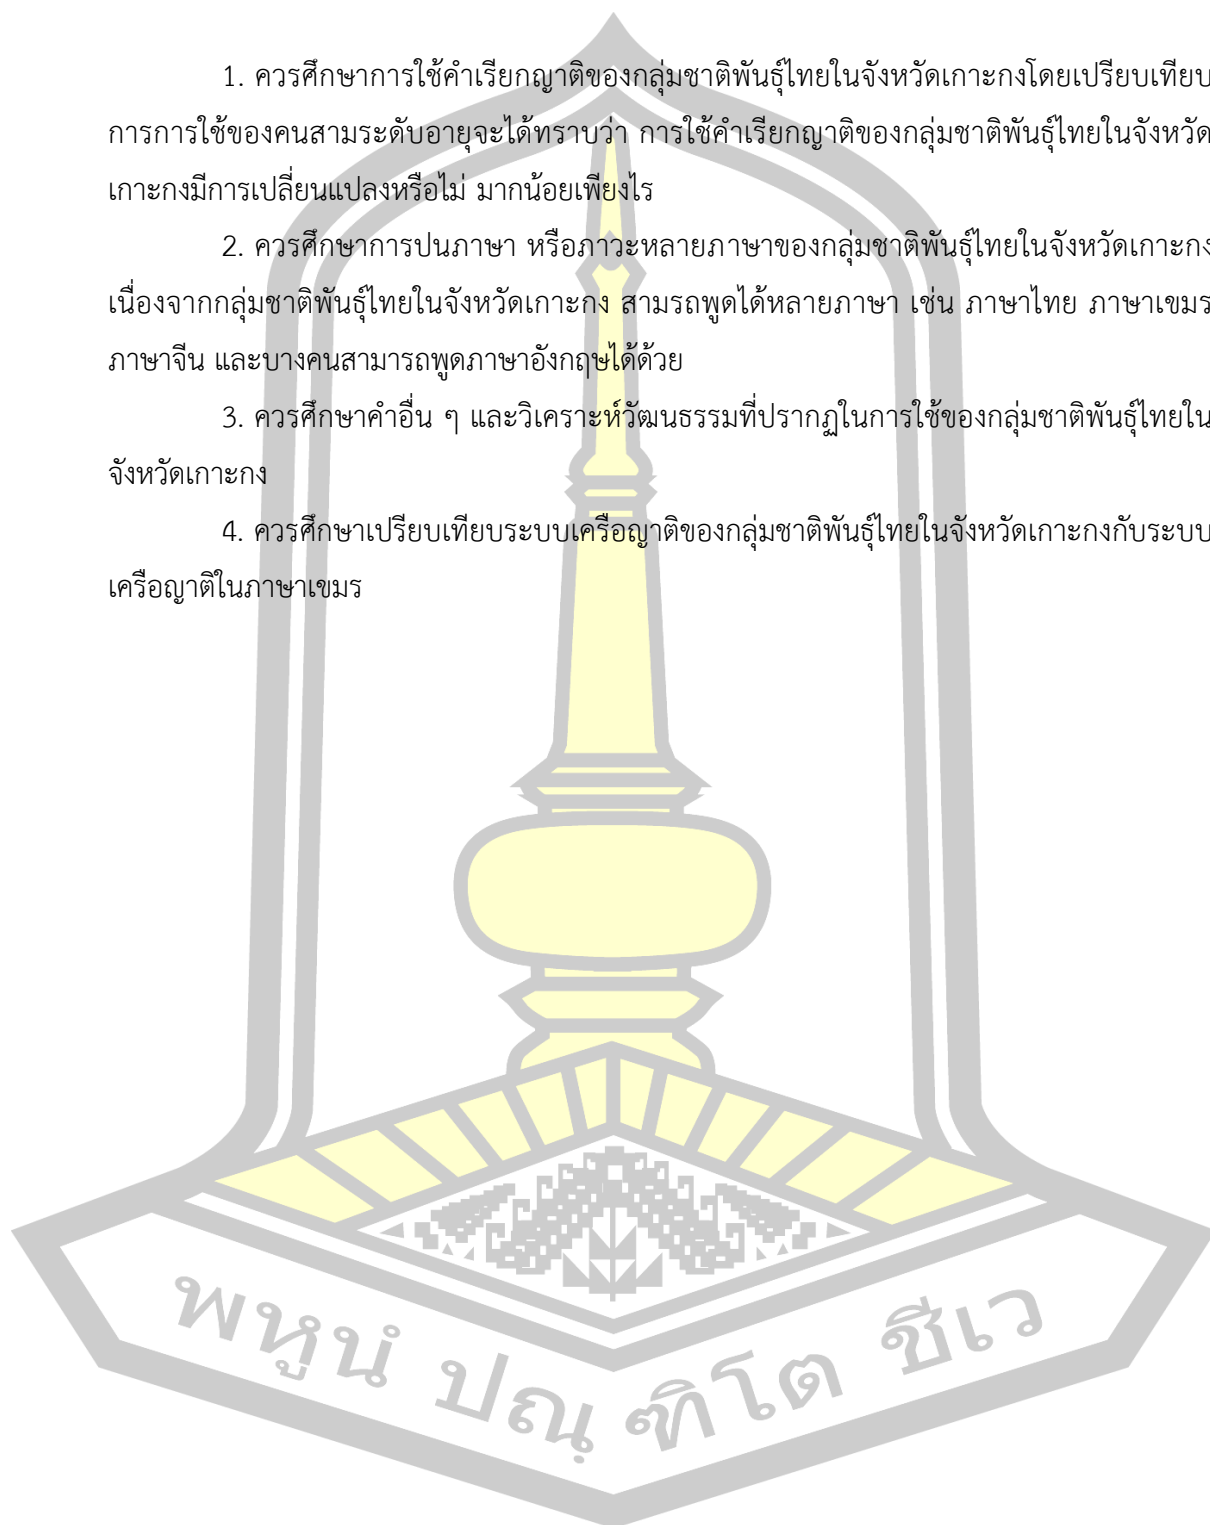 1. ควรศึกษาการใช้คำเรียกญาติของกลุ่มชาติพันธุ์ไทยในจังหวัดเกาะกงโดยเปรียบเทียบ
การการใช้ของคนสามระดับอายุจะได้ทราบว่า การใช้คำเรียกญาติของกลุ่มชาติพันธุ์ไทยในจังหวัด
เกาะกงมีการเปลี่ยนแปลงหรือไม่ มากน้อยเพียงไร
2. ควรศึกษาการปนภาษา หรือภาวะหลายภาษาของกลุ่มชาติพันธุ์ไทยในจังหวัดเกาะกง
เนื่องจากกลุ่มชาติพันธุ์ไทยในจังหวัดเกาะกง สามรถพูดได้หลายภาษา เช่น ภาษาไทย ภาษาเขมร
ภาษาจีน และบางคนสามารถพูดภาษาอังกฤษได้ด้วย
3. ควรศึกษาคำอื่น ๆ และวิเคราะห์วัฒนธรรมที่ปรากฏในการใช้ของกลุ่มชาติพันธุ์ไทยใน
จังหวัดเกาะกง
4. ควรศึกษาเปรียบเทียบระบบเครือญาติของกลุ่มชาติพันธุ์ไทยในจังหวัดเกาะกงกับระบบ
เครือญาติในภาษาเขมร
พหูนํ ปณฺฑิโต ชีเว